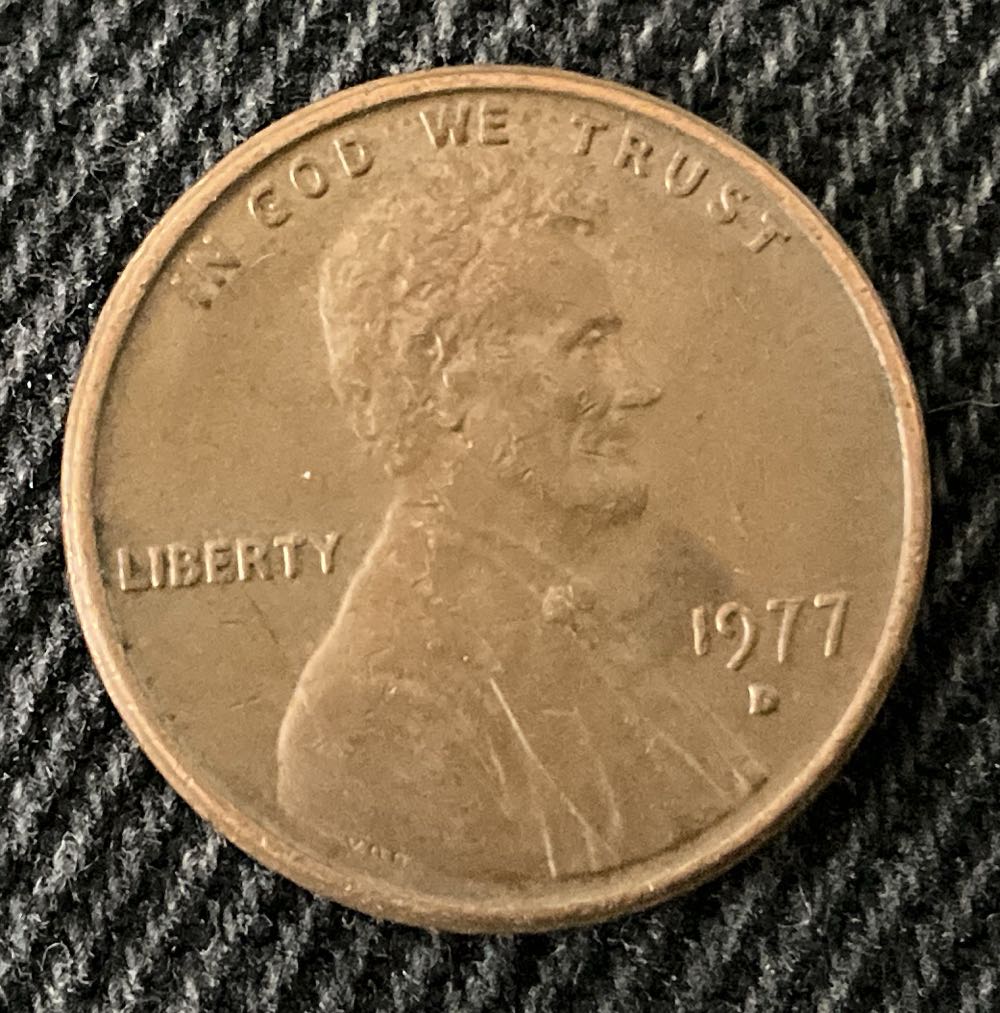 IN GOD WE TRUST
LIBERTY
1977
D